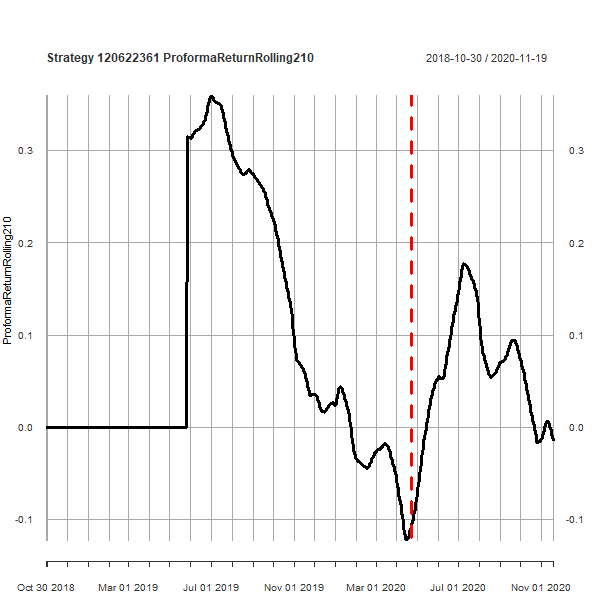 Strategy 120622361 ProformaReturnRolling210
2018-10-30 / 2020-11-19
ProformaReturnRolling210
0.3
0.3
0.2
0.2
0.1
0.1
0.0
0.0
-0.1
-0.1
Oct 30 2018
Mar 01 2019
Jul 01 2019
Nov 01 2019
Mar 01 2020
Jul 01 2020
Nov 01 2020